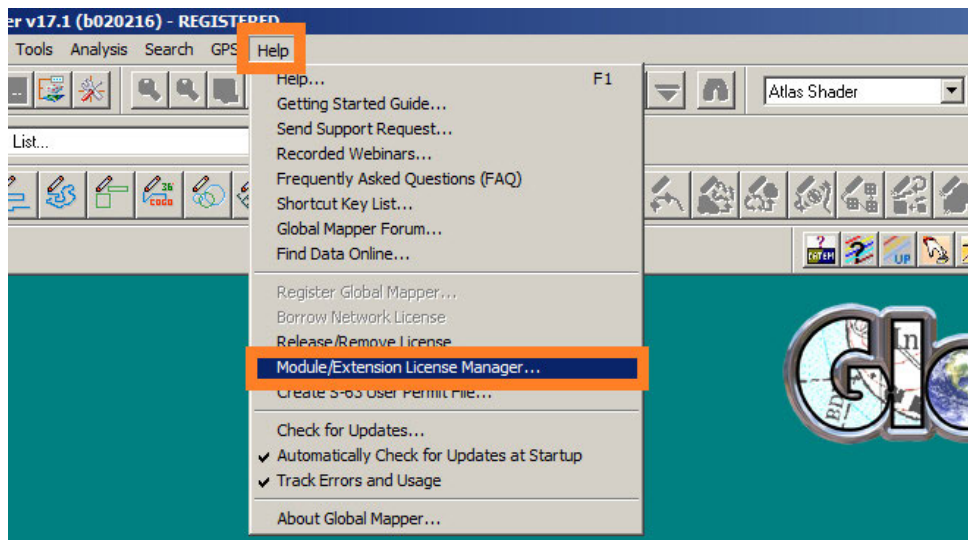 er v17.1 (b020216) - REGISTERED
Tools Analysis Search GPS Help
Help... F1
Atlas Shader
Getting Started Guide...
Send Support Request...
List...
Recorded Webinars...
Frequently Asked Questions (FAQ)
Shortcut Key List...
Global Mapper Forum...
Find Data Online...
UP
Register Global Mapper...
Borrow Network License
Release/Remove License
Module/Extension License Manager...
Create S-63 User Permit File...
Check for Updates...
Automatically Check for Updates at Startup
Track Errors and Usage
About Global Mapper...
Glo
In